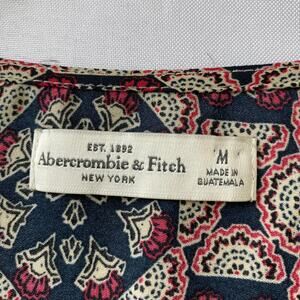 EST. 1892
Abercrombie & Fitch
NEW YORK
M
MADE IN
GUATEMALA